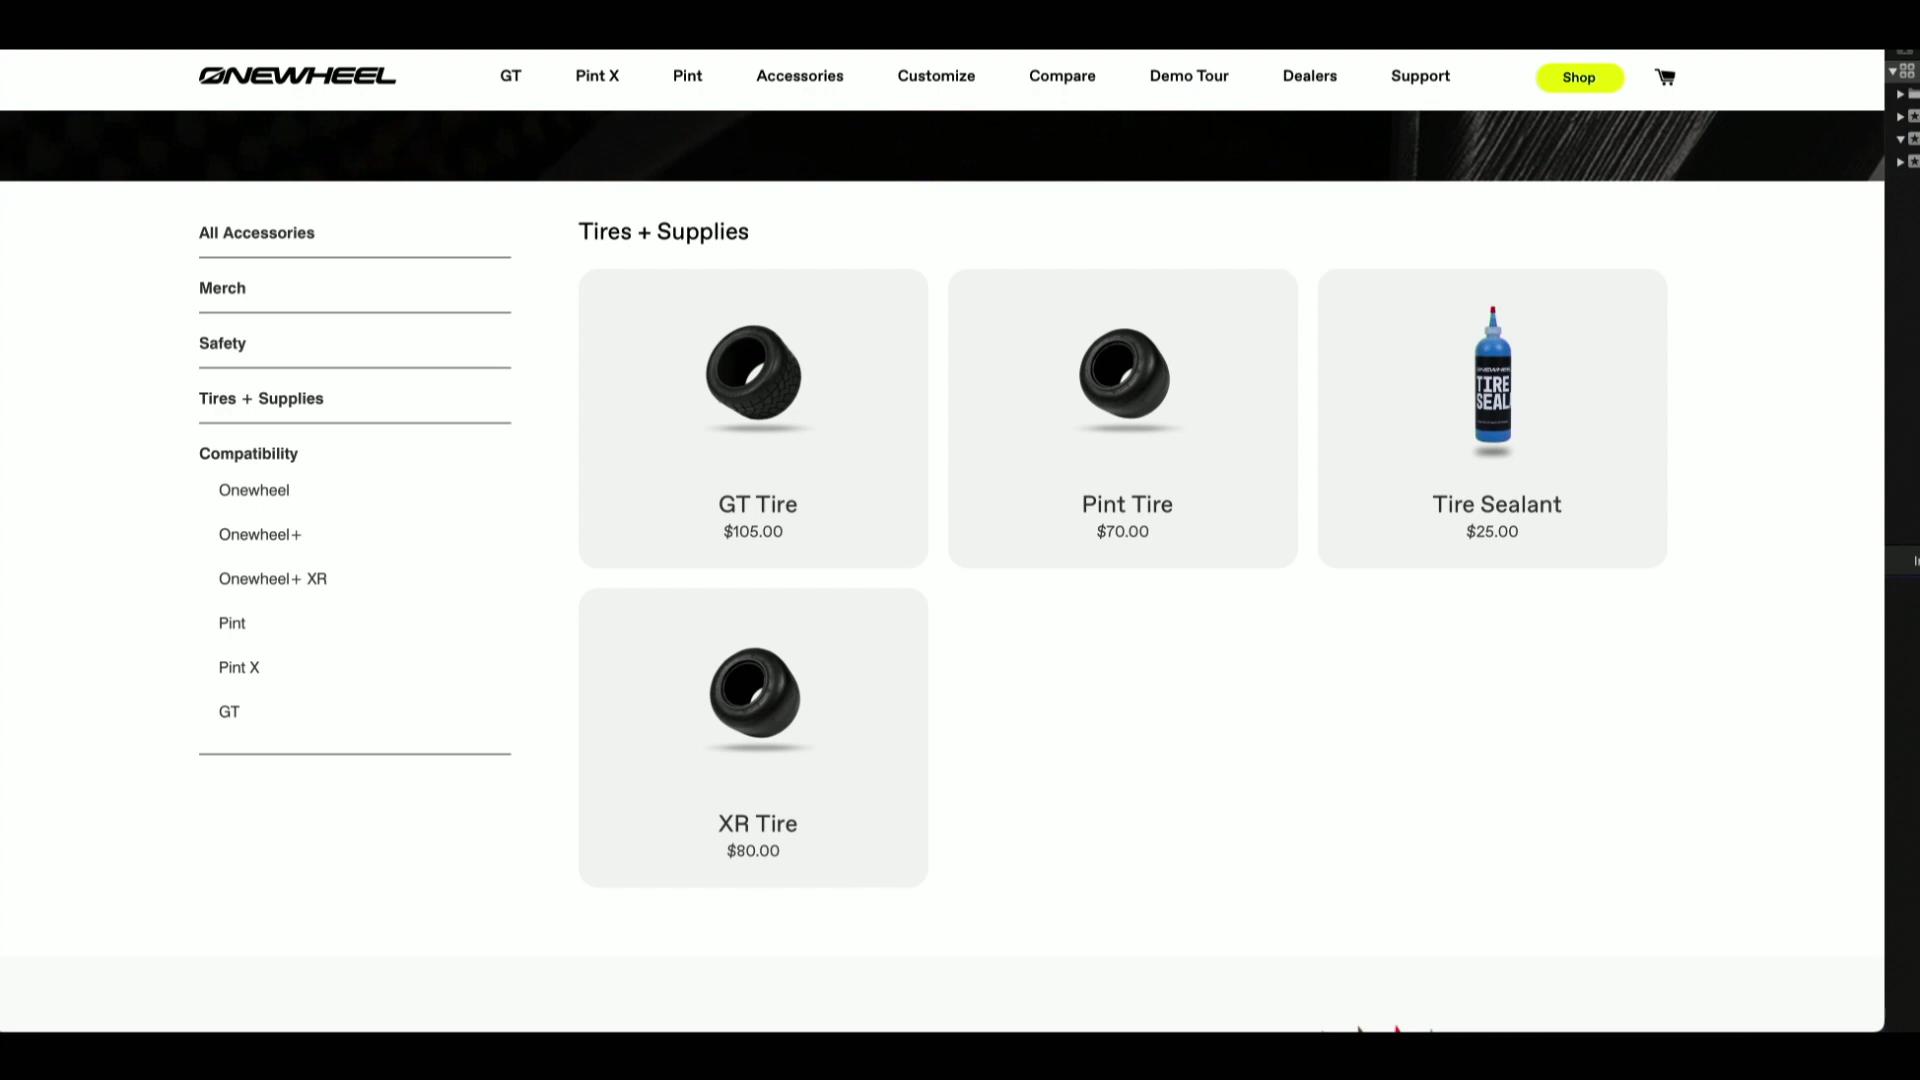 ONEWHEEL
GT
Pint X
Pint
Accessories
Customize
Compare
Demo Tour
Dealers
Support
Shop
All Accessories
Merch
Safety
Tires + Supplies
Compatibility
Onewheel
Onewheel+
Onewheel+ XR
Pint
Pint X
GT
Tires + Supplies
GT Tire
$105.00
Pint Tire
$70.00
ONEWHEEL
TIRE
SEAL
Tire Sealant
$25.00
XR Tire
$80.00